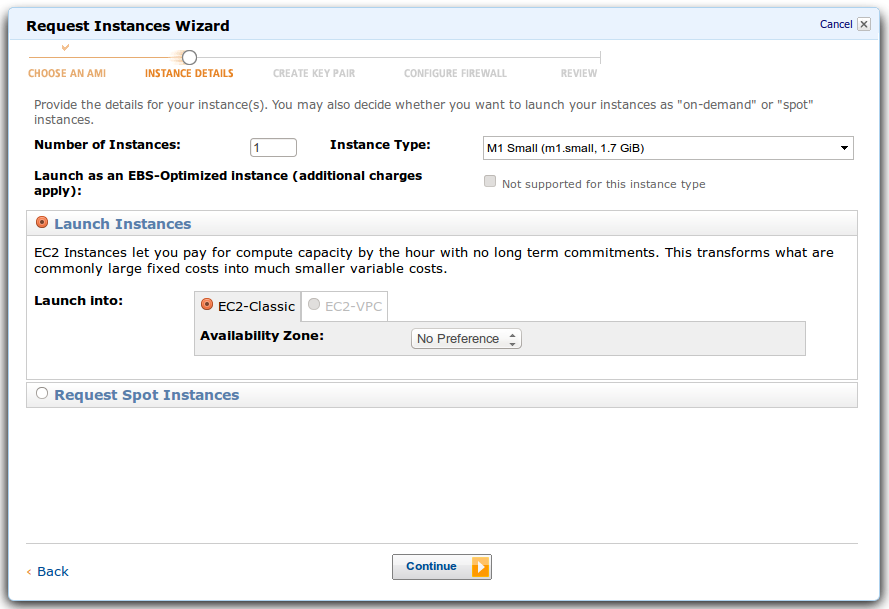 Request Instances Wizard
Cancel
CHOOSE AN AMI
INSTANCE DETAILS
CREATE KEY PAIR
CONFIGURE FIREWALL
REVIEW
Provide the details for your instance(s). You may also decide whether you want to launch your instances as "on-demand" or "spot"
instances.
Number of Instances:
1
Instance Type:
M1 Small (m1.small, 1.7 GiB)
Launch as an EBS-Optimized instance (additional charges
apply):
Not supported for this instance type
Launch Instances
EC2 Instances let you pay for compute capacity by the hour with no long term commitments. This transforms what are
commonly large fixed costs into much smaller variable costs.
Launch into:
EC2-Classic
EC2-VPC
Availability Zone:
No Preference
Request Spot Instances
< Back
Continue